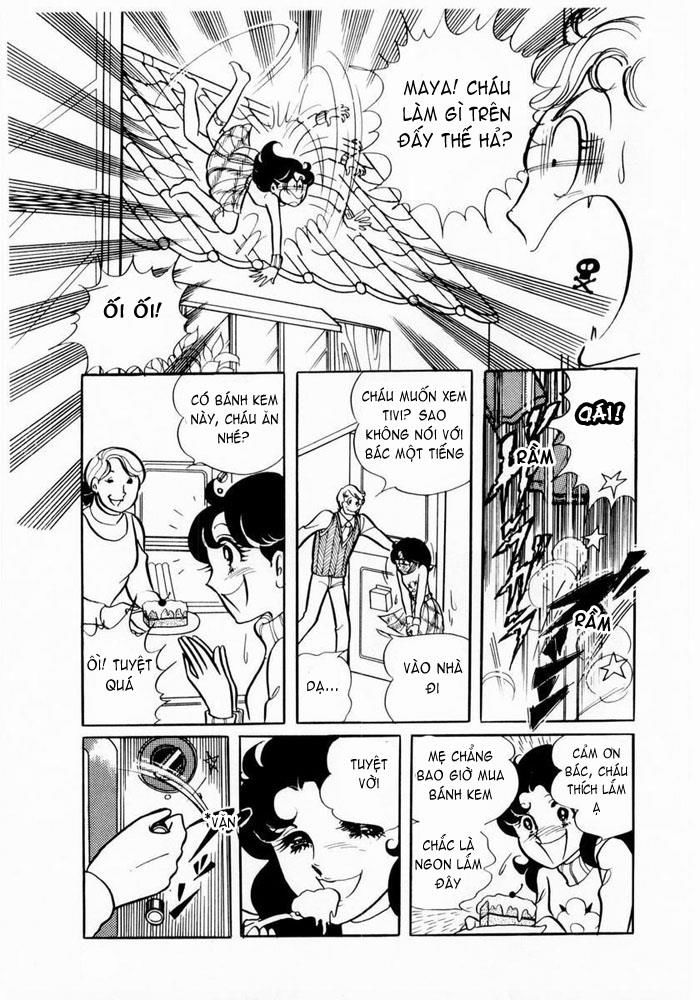 MAYA! CHÁU
LÀM GÌ TRÊN
ĐẤY THẾ HẢ?
ỐI ỐI!
CÓ BÁNH KEM
NÀY, CHÁU ĂN
NHÉ?
ÔI! TUYỆT
QUÁ
CHÁU MUỐN XEM
TIVI? SAO
KHÔNG NÓI VỚI
BÁC MỘT TIẾNG
DẠ...
VÀO NHÀ
ĐI
OÁI!
RẦM
RẦM
*VẶN
TUYỆT
VỜI
MẸ CHẲNG
BAO GIỜ MUA
BÁNH KEM
CHẮC LÀ
NGON LẮM
ĐÂY
CẢM ƠN
BÁC, CHÁU
THÍCH LẮM
Ạ